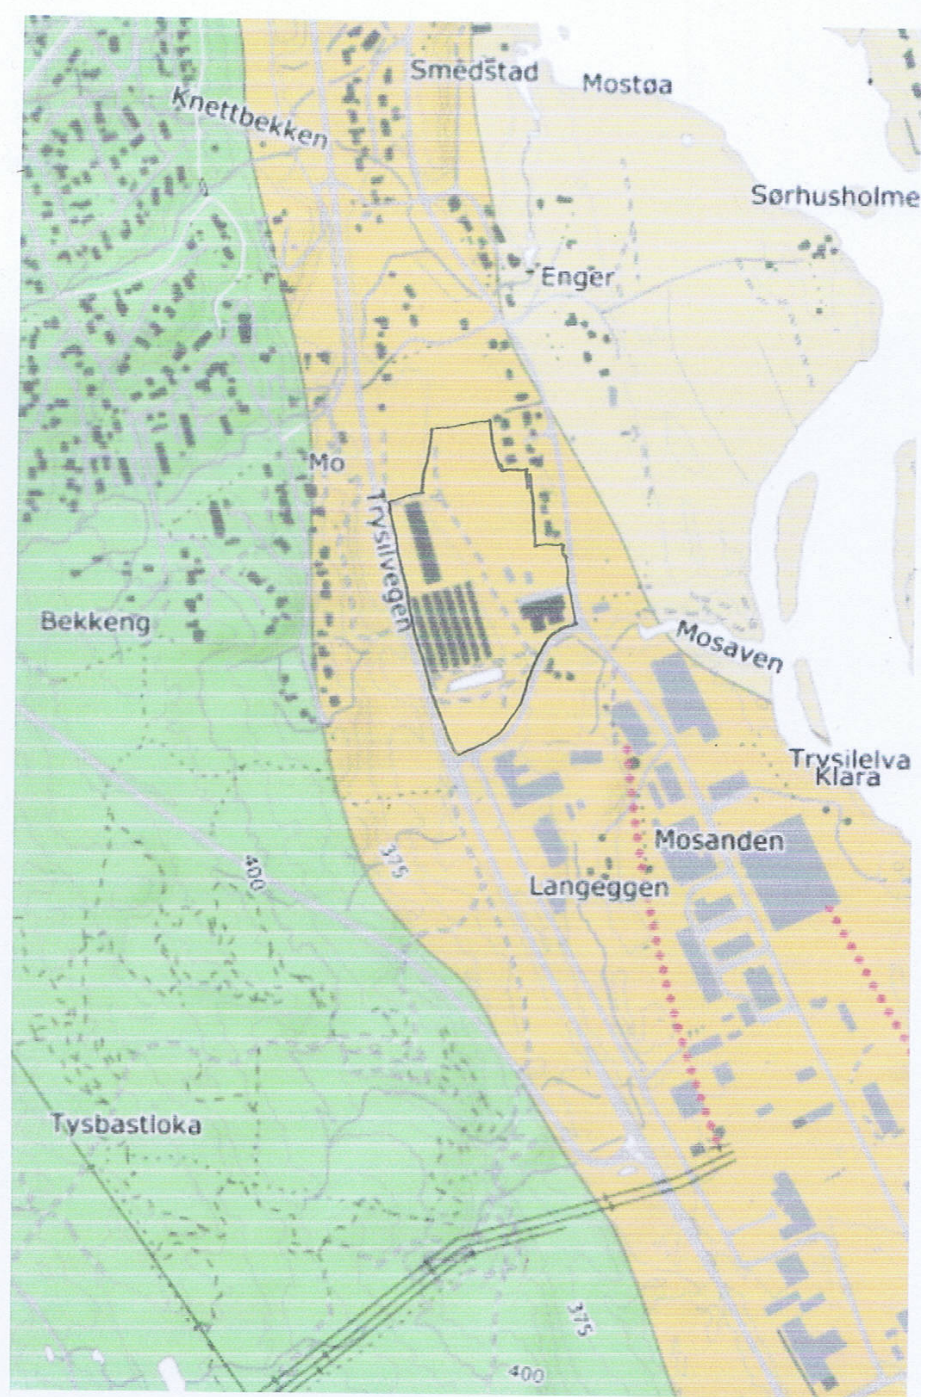 Smedstad
Mostøa
Knettbekken
Sørhusholme
Enger
Mo
Trysilvegen
Bekkeng
Mosaven
Trysilelva
Klara
Mosanden
375
400
Langeggen
Tysbastloka
375
400